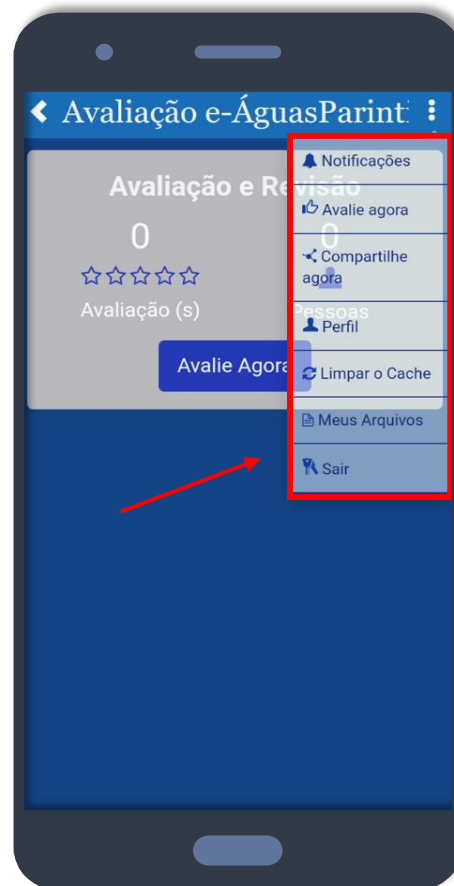 Avaliação e-ÁguasParint
Avaliação e Revisão
0
0
Avaliação (s)
Pessoas
Avalie Agora
Notificações
Avalie agora
Compartilhe
agora
Perfil
Limpar o Cache
Meus Arquivos
Sair